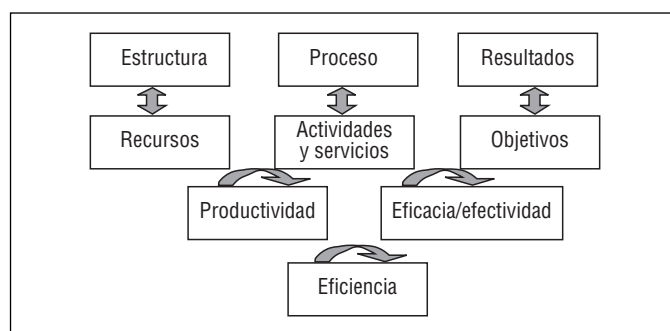 Estructura
Proceso
Resultados
Recursos
Actividades
y servicios
Objetivos
Productividad
Eficacia/efectividad
Eficiencia